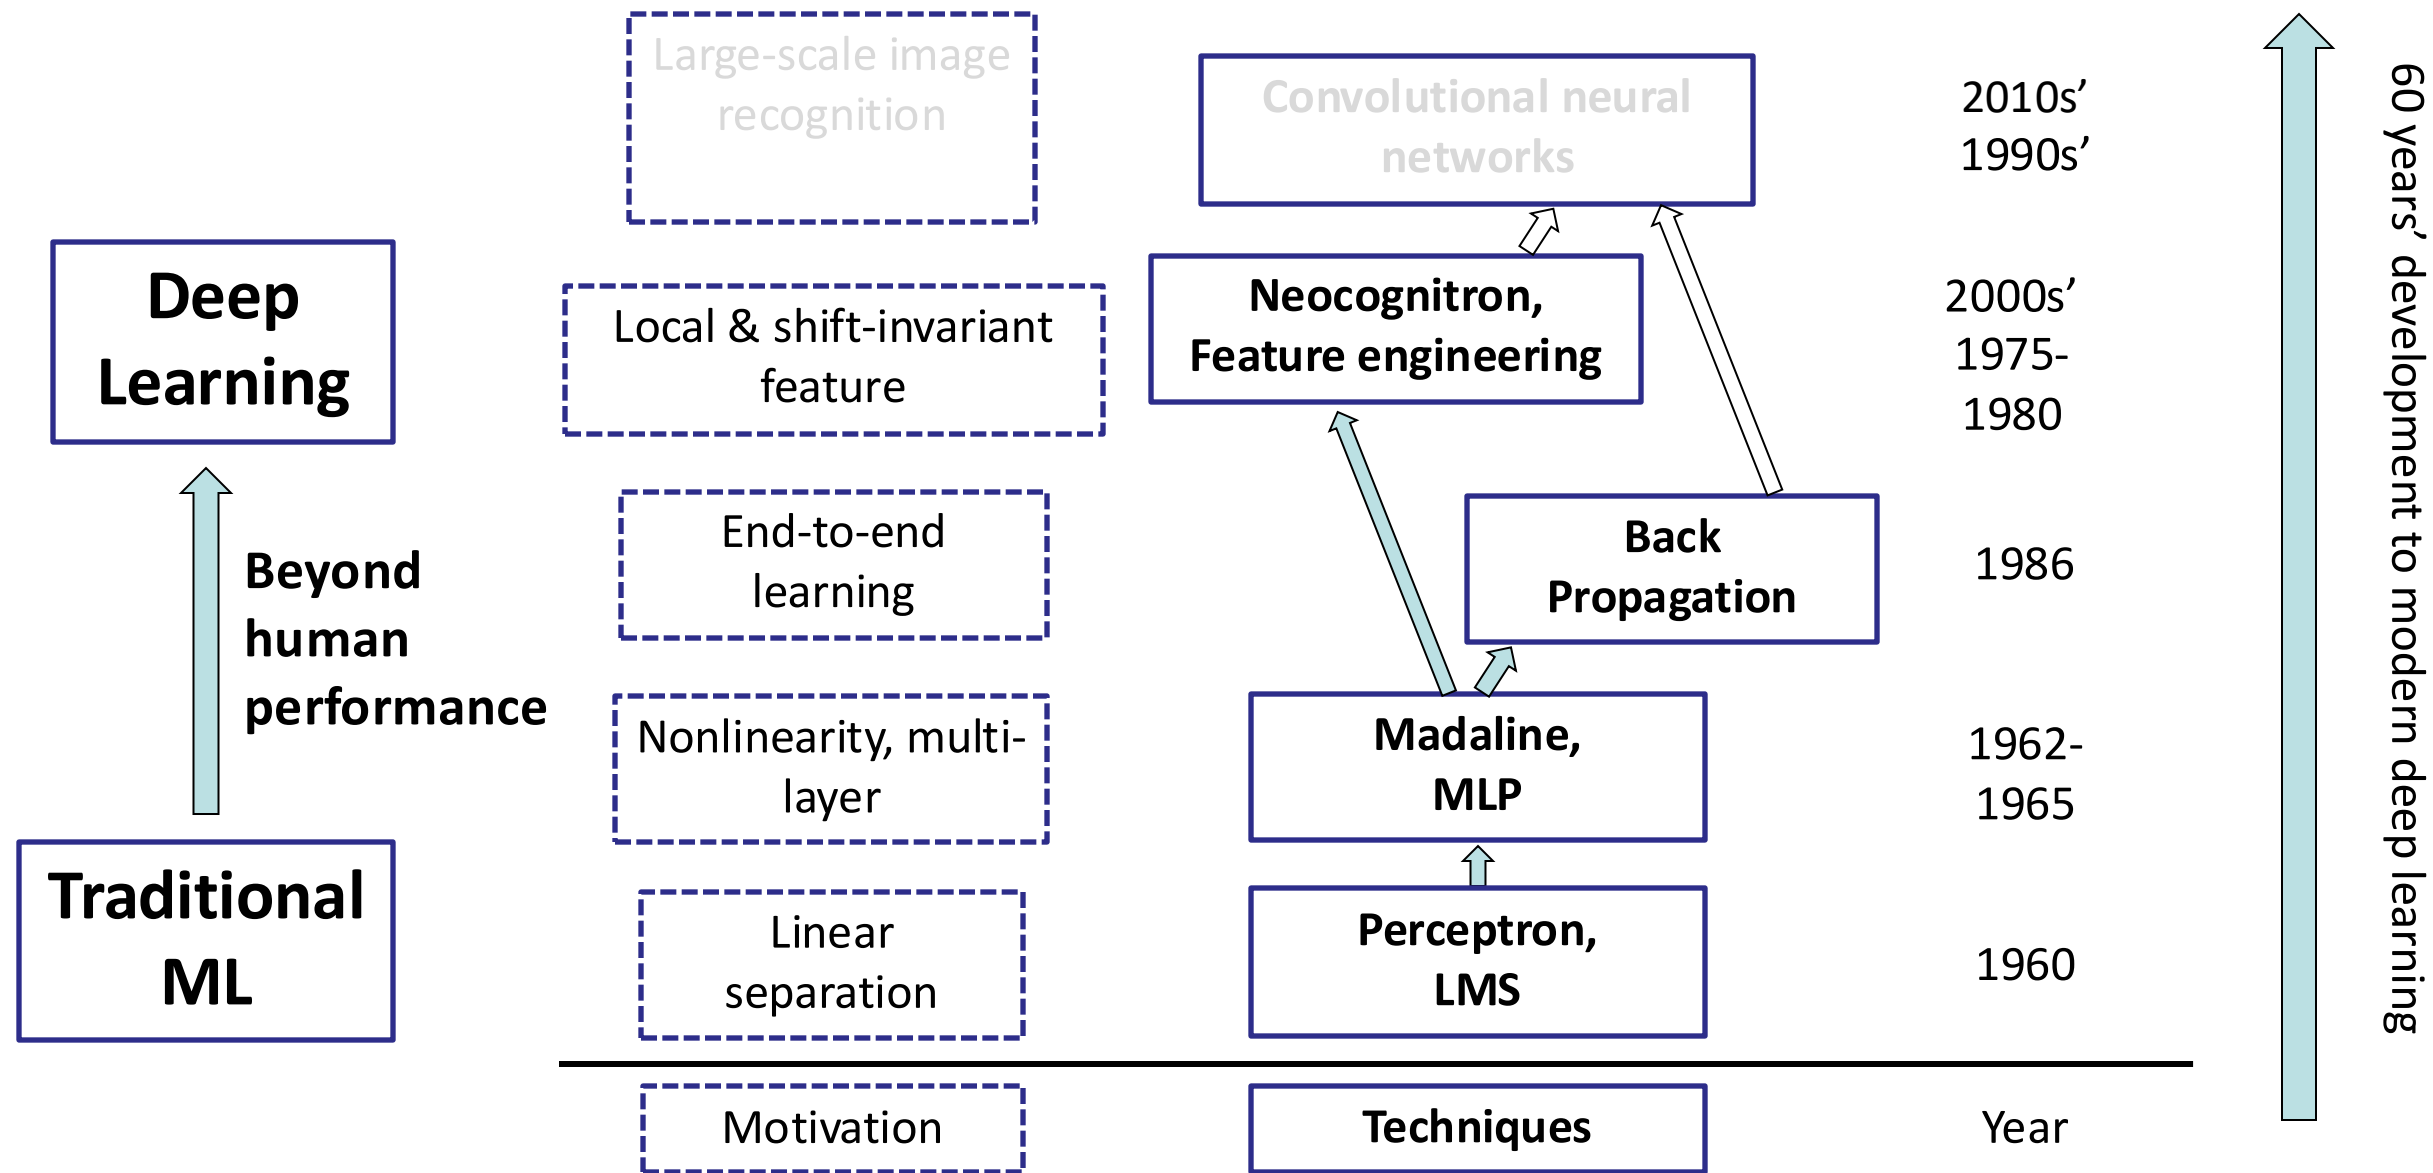 Large-scale image
recognition
Convolutional neural
networks
2010s’
1990s’
Deep
Learning
Local & shift-invariant
feature
Neocognitron,
Feature engineering
2000s’
1975-
1980
Beyond
human
performance
End-to-end
learning
Back
Propagation
1986
Nonlinearity, multi-
layer
Madaline,
MLP
1962-
1965
Traditional
ML
Linear
separation
Perceptron,
LMS
1960
Motivation
Techniques
Year
60 years’ development to modern deep learning